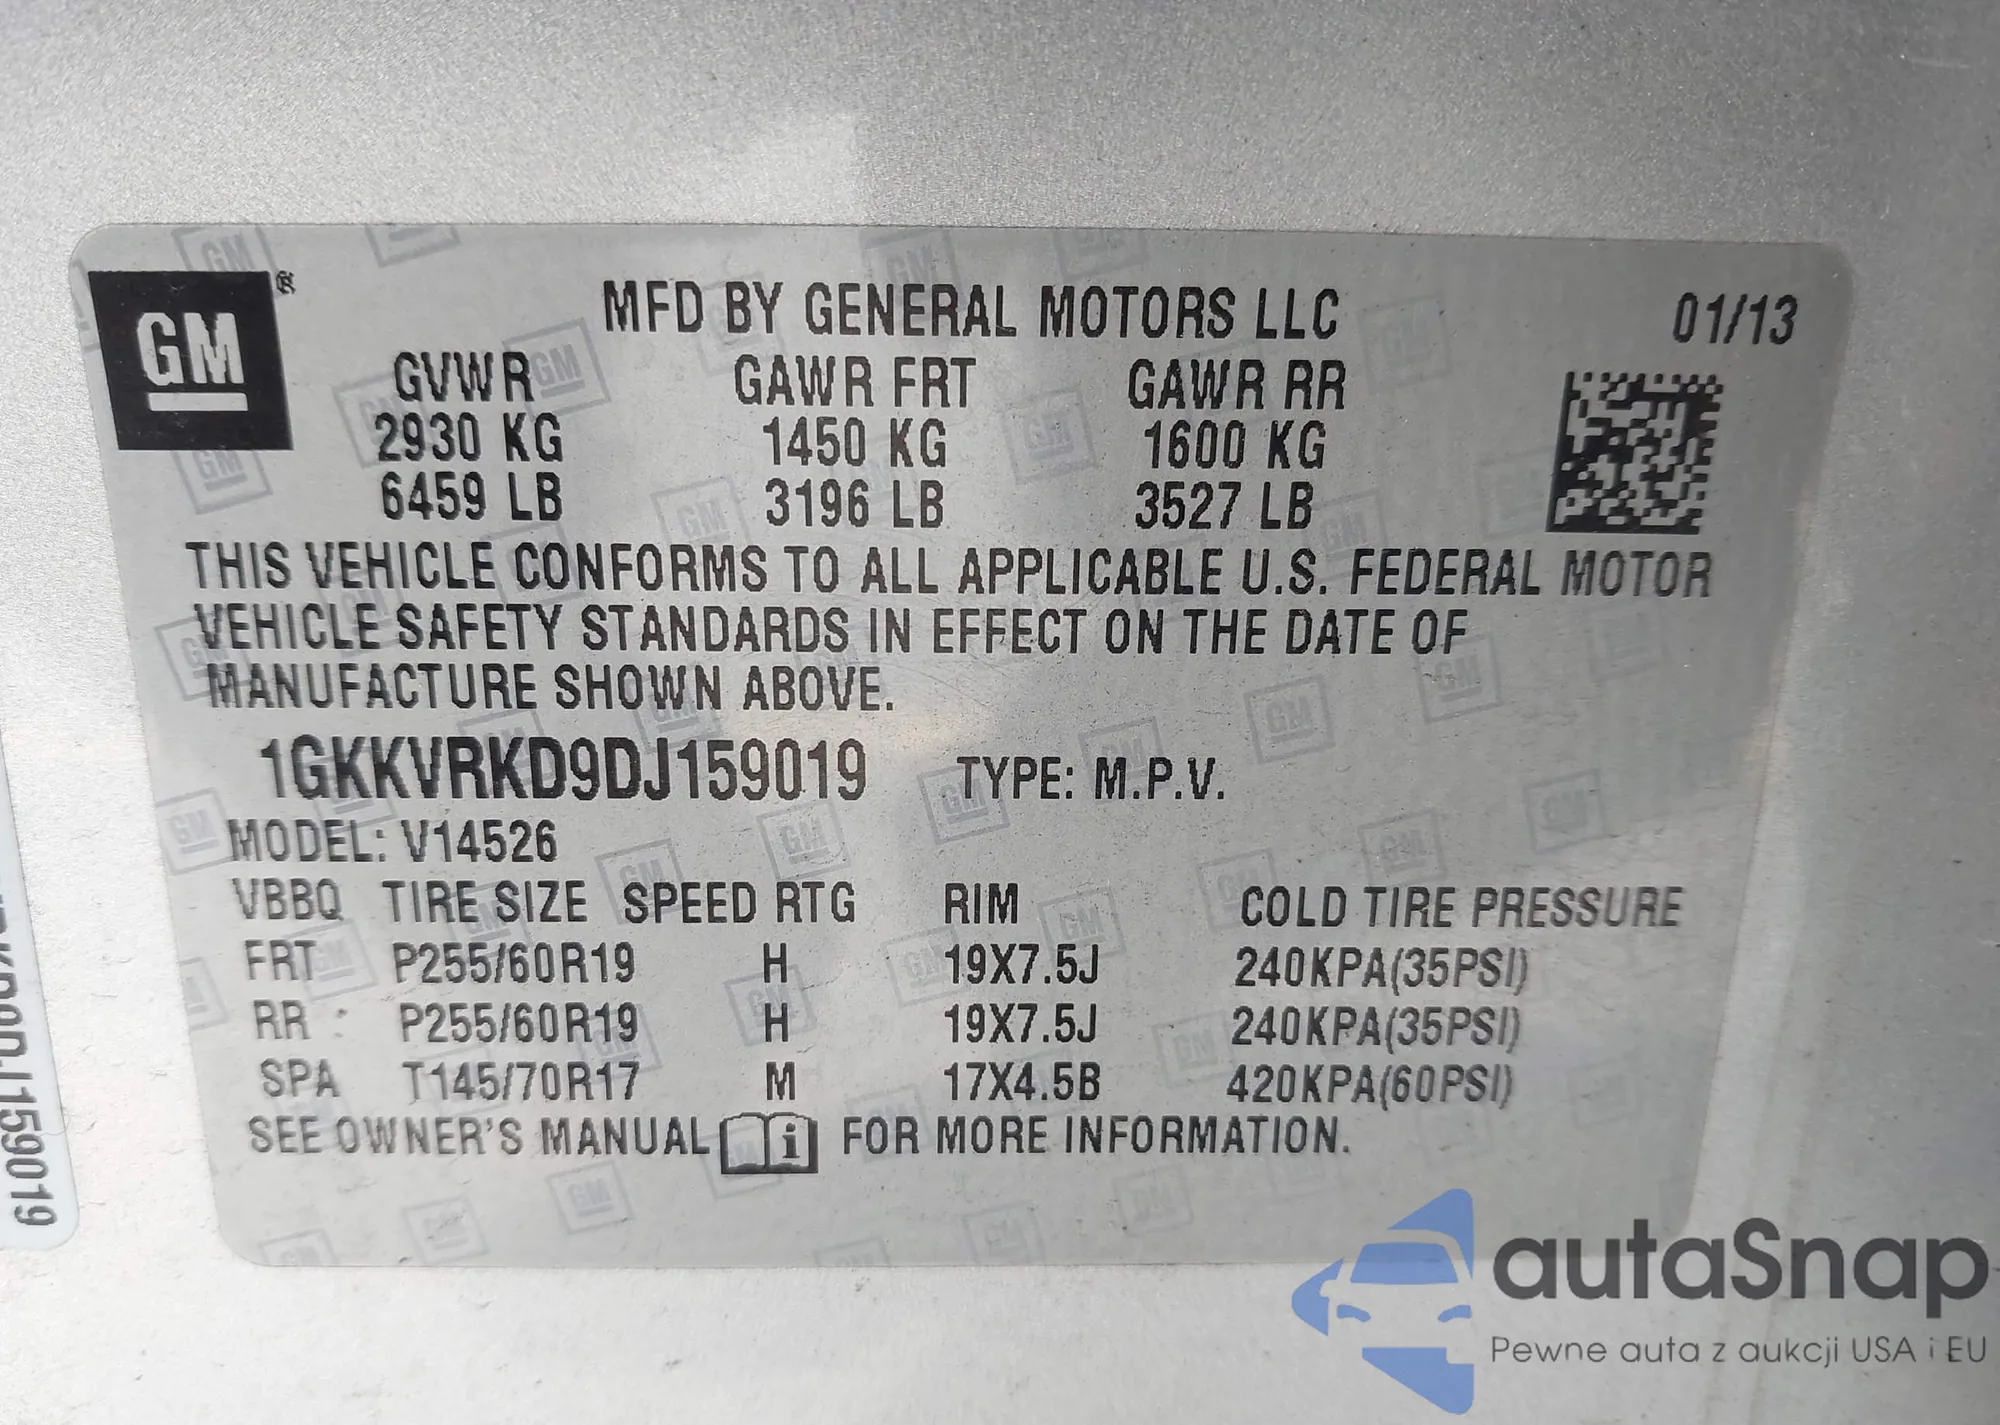 GM®
MFD BY GENERAL MOTORS LLC 01/13
GVWR GAWR FRT GAWR RR
2930 KG 1450 KG 1600 KG
6459 LB 3196 LB 3527 LB
THIS VEHICLE CONFORMS TO ALL APPLICABLE U.S. FEDERAL MOTOR
VEHICLE SAFETY STANDARDS IN EFFECT ON THE DATE OF
MANUFACTURE SHOWN ABOVE.
1GKKVRKD9DJ159019 TYPE: M.P.V.
MODEL: V14526
VBBQ TIRE SIZE SPEED RTG RIM COLD TIRE PRESSURE
FRT P255/60R19 H 19X7.5J 240KPA(35PSI)
RR : P255/60R19 H 19X7.5J 240KPA(35PSI)
SPA T145/70R17 M 17X4.5B 420KPA(60PSI)
SEE OWNER'S MANUAL i FOR MORE INFORMATION.
autaSnap
Pewne auta z aukcji USA i EU